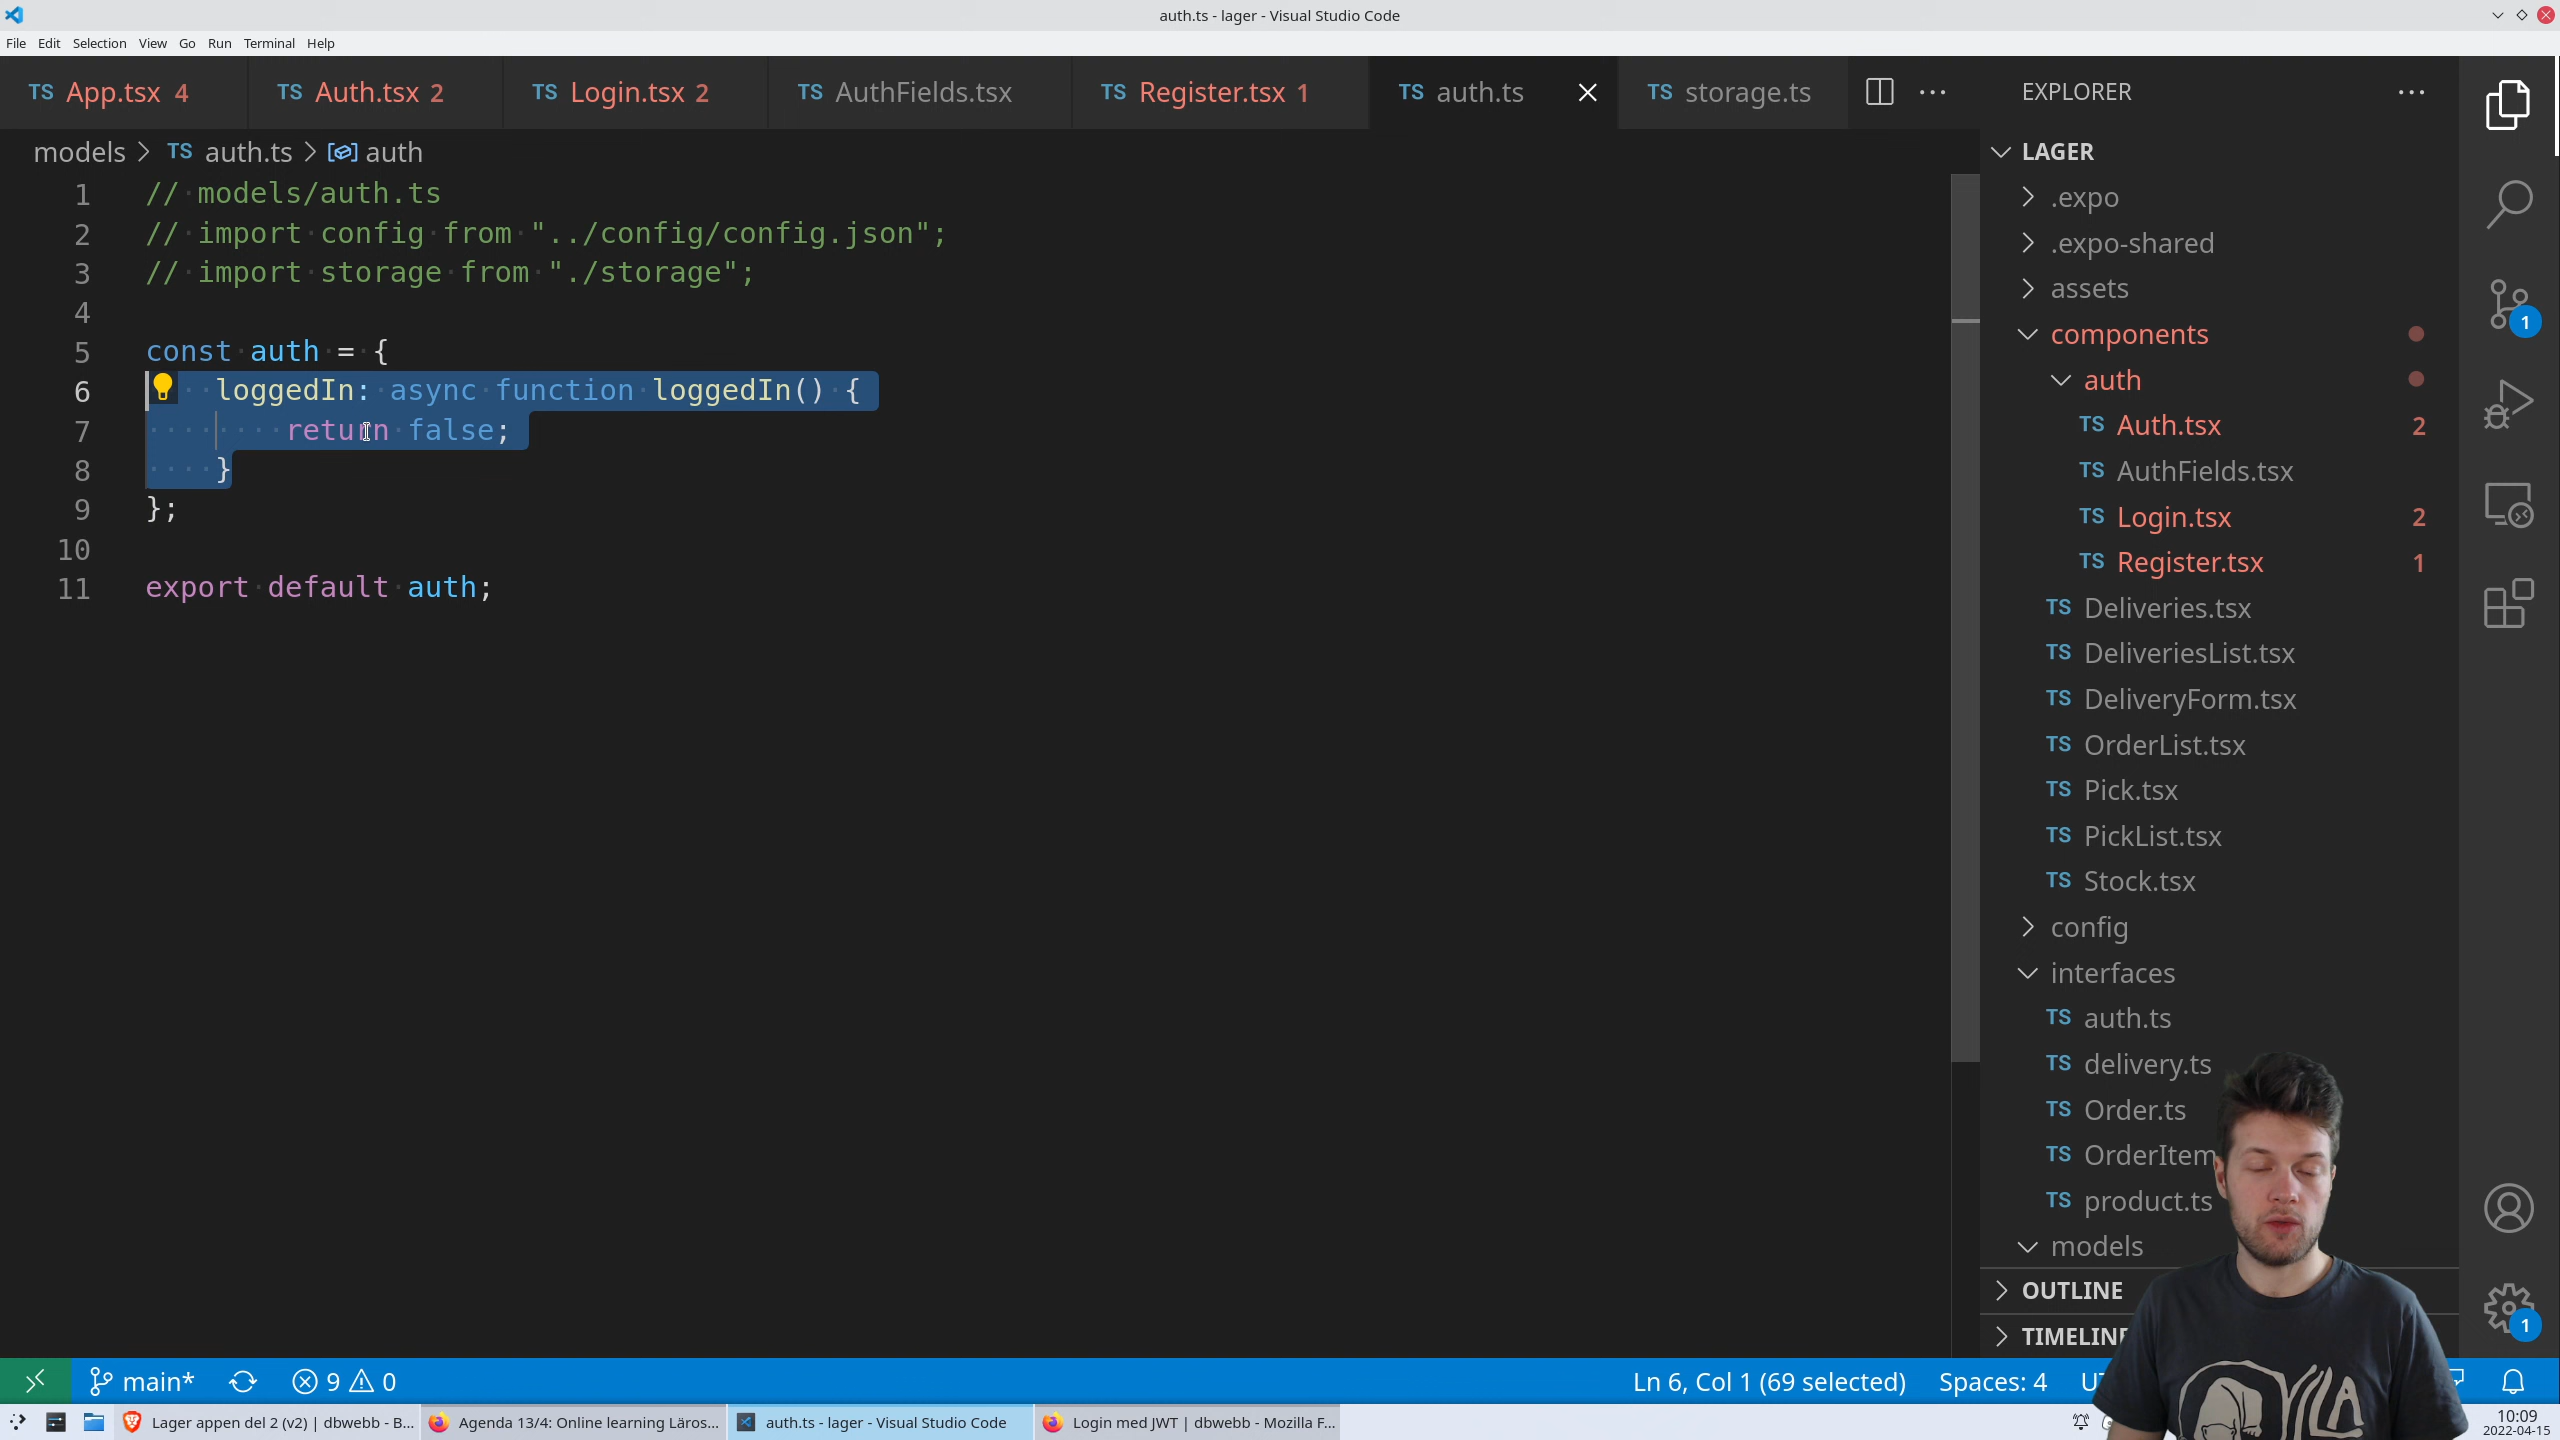 auth.ts - lager - Visual Studio Code
File Edit Selection View Go Run Terminal Help
TS App.tsx 4 TS Auth.tsx 2 TS Login.tsx 2 TS AuthFields.tsx TS Register.tsx 1 TS auth.ts TS storage.ts
models > TS auth.ts > auth
1 // models/auth.ts
2 // import config from "../config/config.json";
3 // import storage from "./storage";
4
5 const auth = {
6 loggedIn: async function loggedIn() {
7 return false;
8 }
9 };
10
11 export default auth;
EXPLORER
LAGER
.expo
.expo-shared
assets
components
auth
TS Auth.tsx 2
TS AuthFields.tsx
TS Login.tsx 2
TS Register.tsx 1
TS Deliveries.tsx
TS DeliveriesList.tsx
TS DeliveryForm.tsx
TS OrderList.tsx
TS Pick.tsx
TS PickList.tsx
TS Stock.tsx
config
interfaces
TS auth.ts
TS delivery.ts
TS Order.ts
TS OrderItem
TS product.ts
models
OUTLINE
TIMELINE
1
1
main* 9 0 Ln 6, Col 1 (69 selected) Spaces: 4
Lager appen del 2 (v2) | dbwebb - B... Agenda 13/4: Online learning Läros... auth.ts - lager - Visual Studio Code Login med JWT | dbwebb - Mozilla F... 10:09
2022-04-15